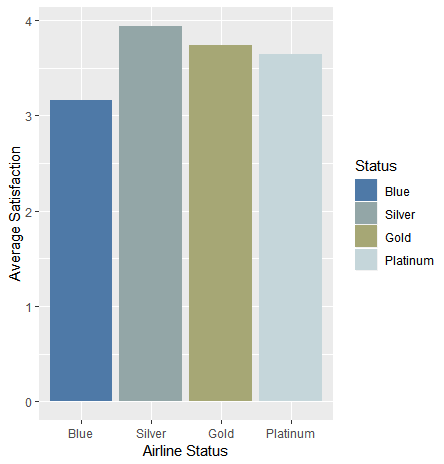 4
3
2
1
0
Average Satisfaction
Blue Silver Gold Platinum
Airline Status
Status
Blue
Silver
Gold
Platinum